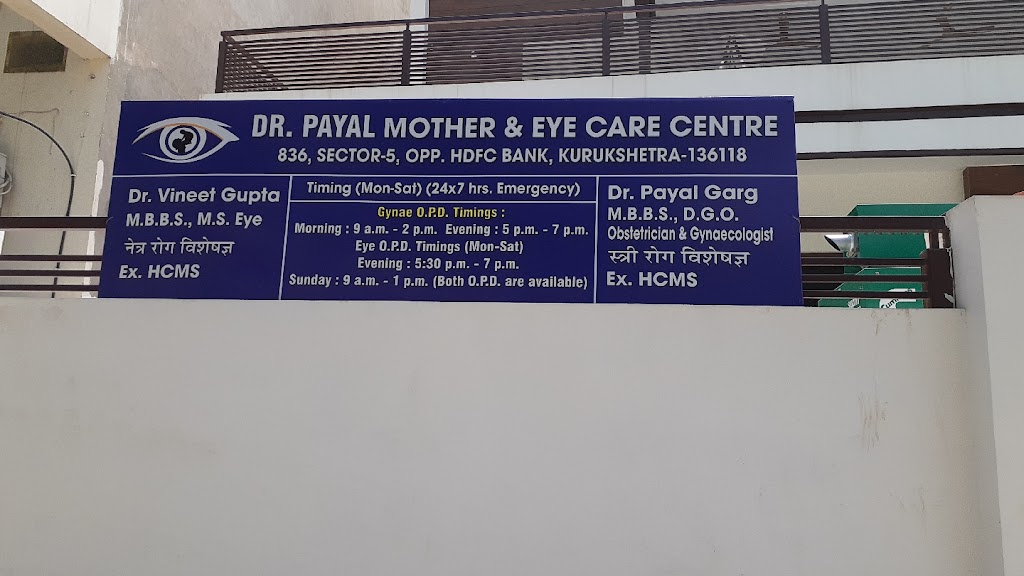 DR. PAYAL MOTHER & EYE CARE CENTRE
836, SECTOR-5, OPP. HDFC BANK, KURUKSHETRA-136118
Dr. Vineet Gupta
M.B.B.S., M.S. Eye
नेत्र रोग विशेषज्ञ
Ex. HCMS
Timing (Mon-Sat) (24x7 hrs. Emergency)
Gynae O.P.D. Timings :
Morning : 9 a.m. - 2 p.m. Evening : 5 p.m. - 7 p.m.
Eye O.P.D. Timings (Mon-Sat)
Evening : 5:30 p.m. - 7 p.m.
Sunday : 9 a.m. - 1 p.m. (Both O.P.D. are available)
Dr. Payal Garg
M.B.B.S., D.G.O.
Obstetrician & Gynaecologist
स्त्री रोग विशेषज्ञ
Ex. HCMS